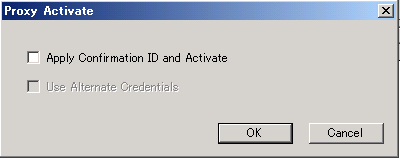 Proxy Activate
Apply Confirmation ID and Activate
Use Alternate Credentials
OK
Cancel